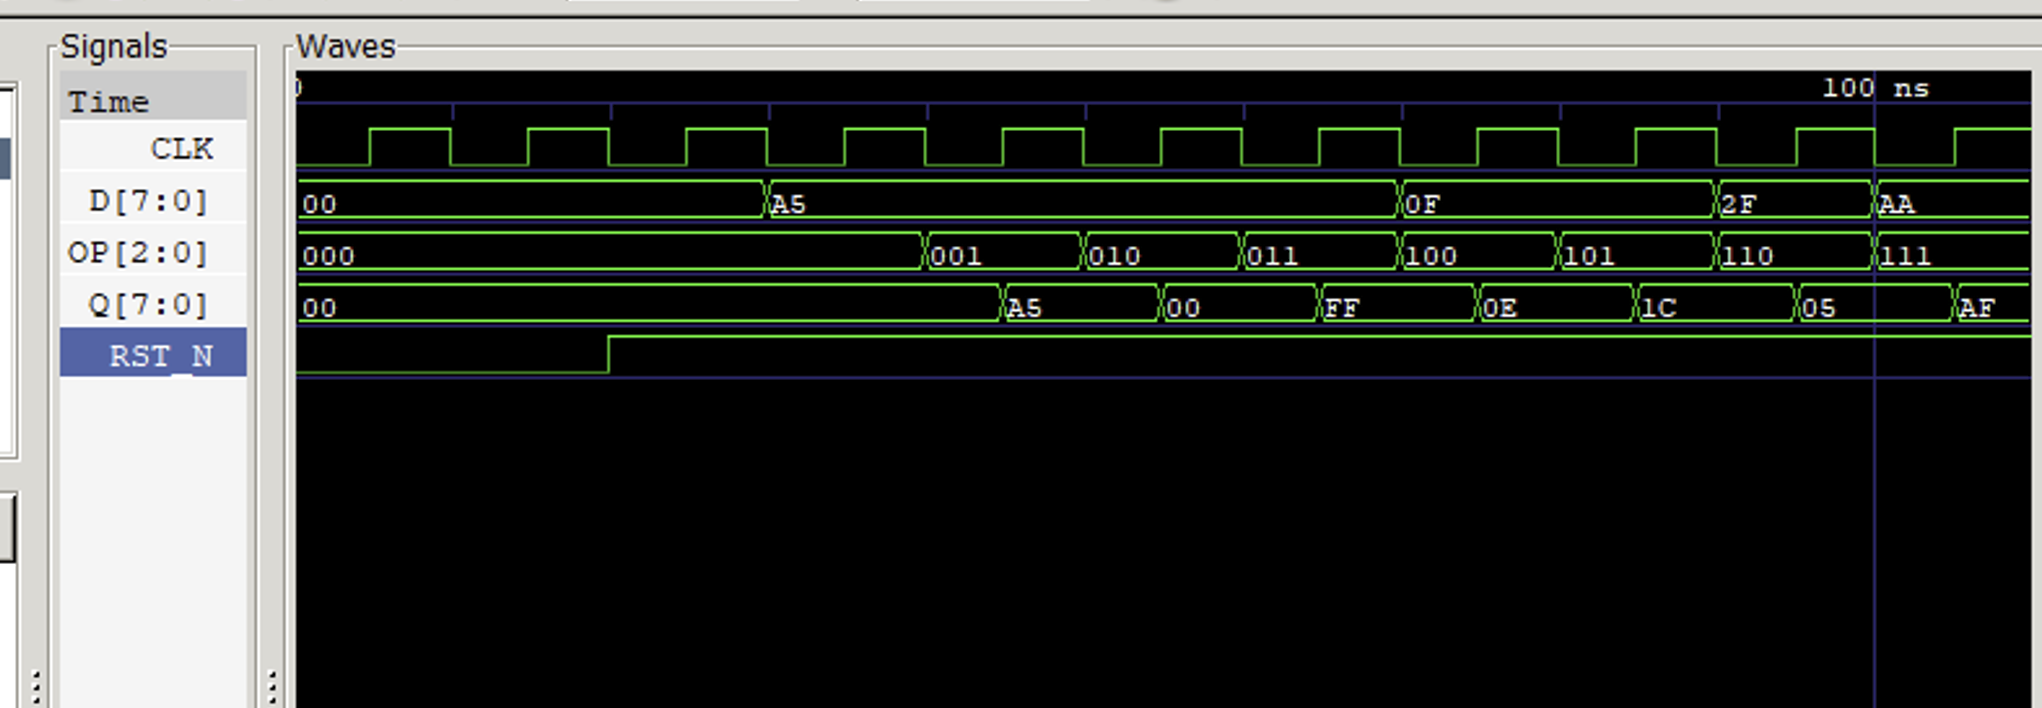 Signals
Waves
Time
100 ns
CLK
D[7:0]
00 A5 0F 2F AA
OP[2:0]
000 001 010 011 100 101 110 111
Q[7:0]
00 A5 00 FF 0E 1C 05 AF
RST_N